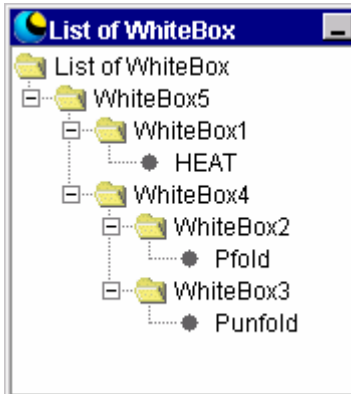 List of WhiteBox
List of WhiteBox
WhiteBox5
WhiteBox1
HEAT
WhiteBox4
WhiteBox2
Pfold
WhiteBox3
Punfold